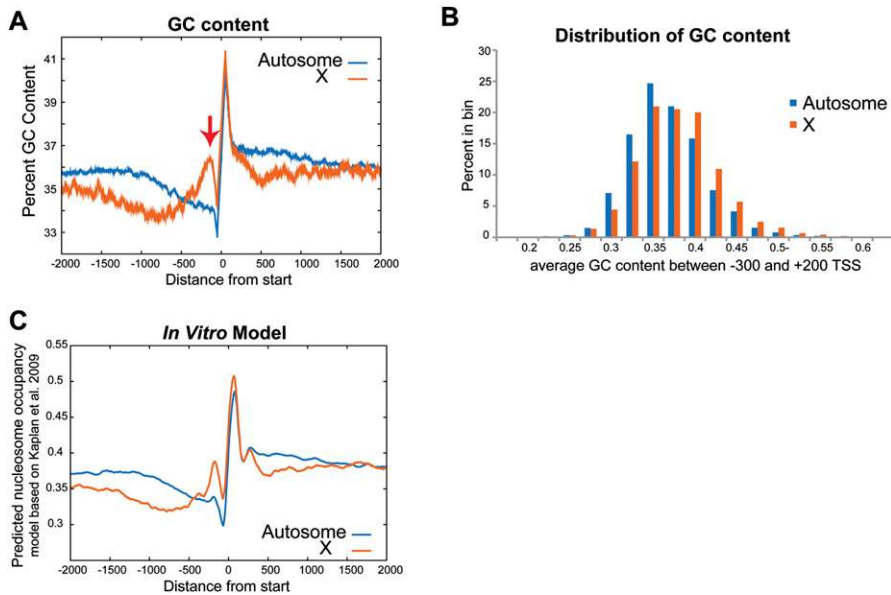 A
GC content
Percent GC Content
41
39
37
35
33
Autosome
X
-2000 -1500 -1000 -500 0 500 1000 1500 2000
Distance from start
B
Distribution of GC content
Percent in bin
30
25
20
15
10
5
0
Autosome
X
0.2 0.25 0.3 0.35 0.4 0.45 0.5- 0.55 0.6
average GC content between -300 and +200 TSS
C
In Vitro Model
Predicted nucleosome occupancy
model based on Kaplan et al. 2009
0.55
0.5
0.45
0.4
0.35
0.3
Autosome
X
-2000 -1500 -1000 -500 0 500 1000 1500 2000
Distance from start